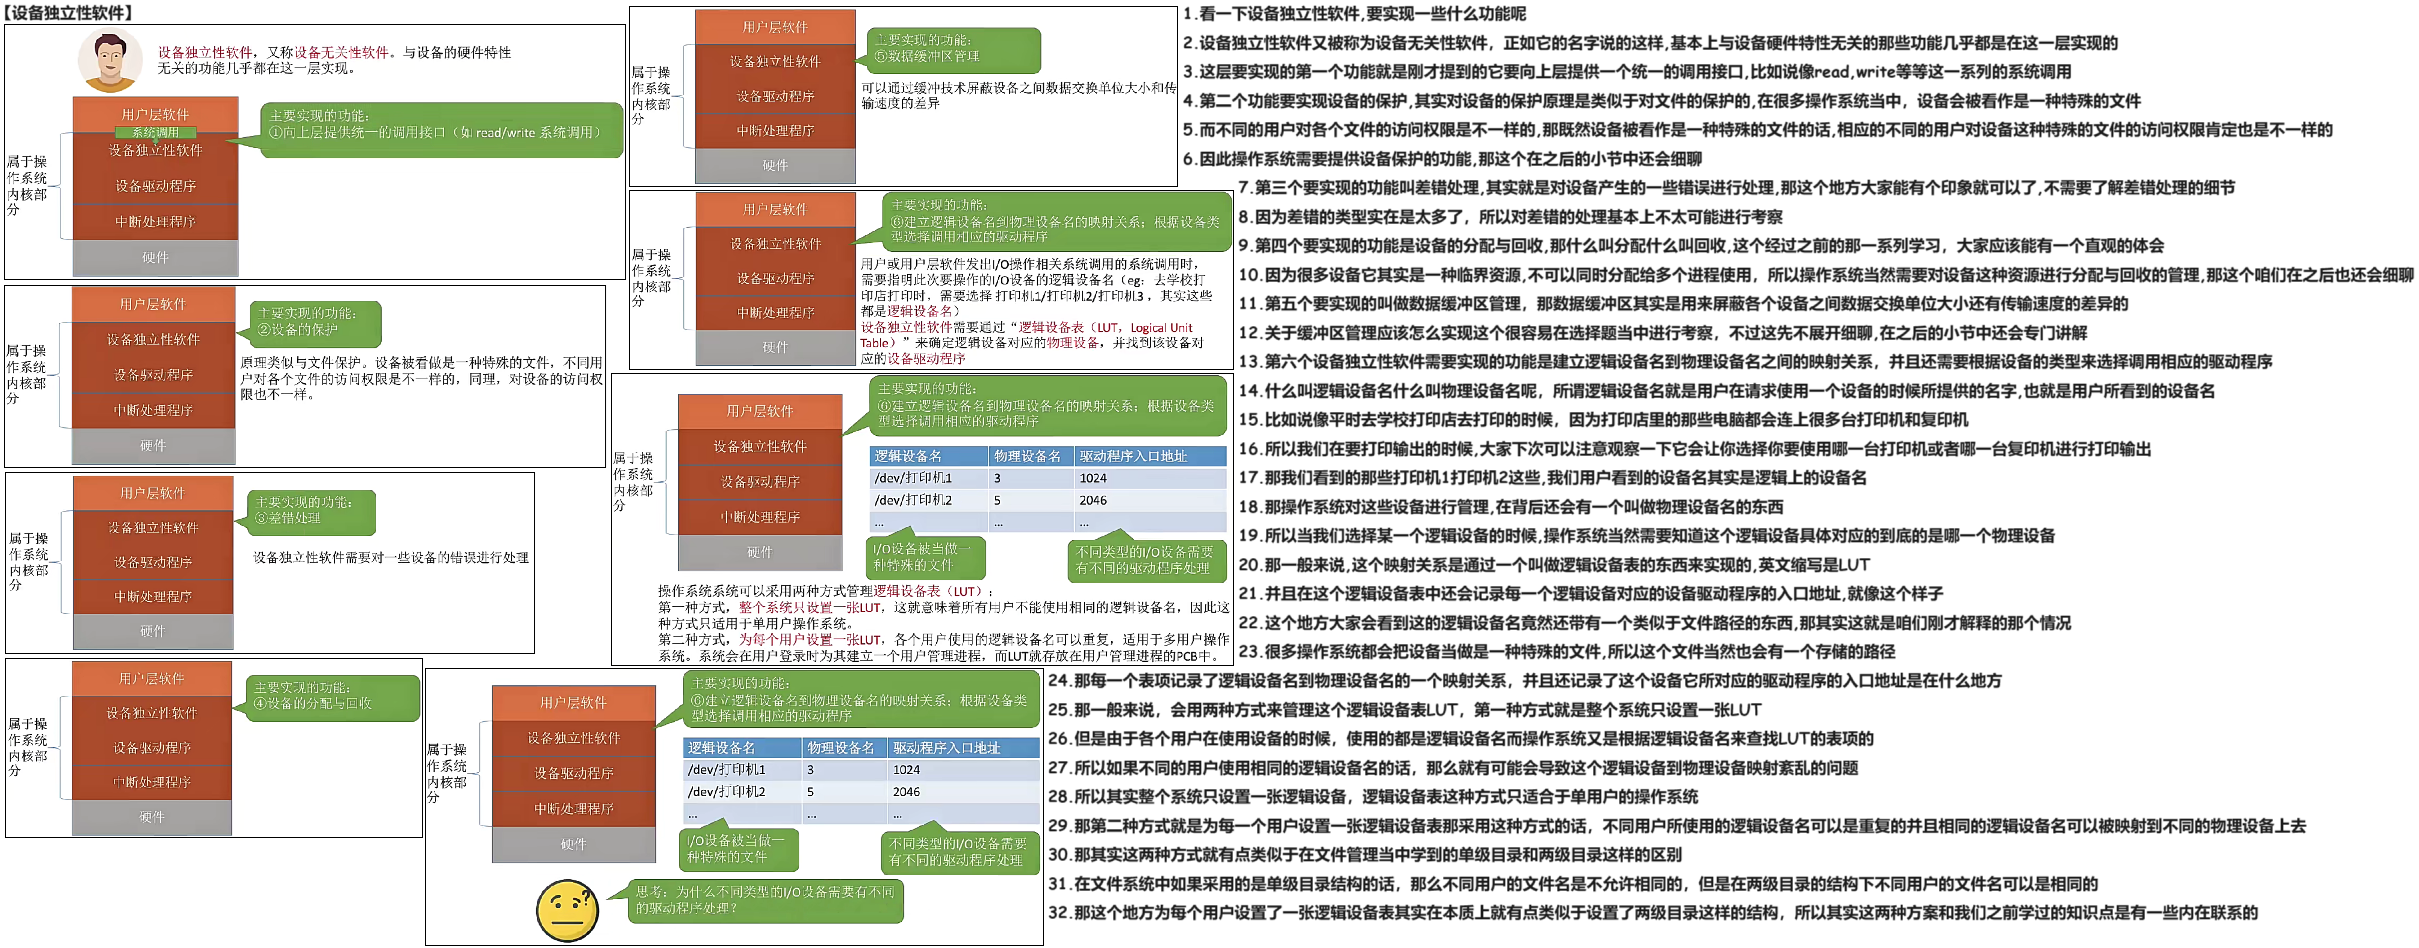 【设备独立性软件】
设备独立性软件，又称设备无关性软件。与设备的硬件特性
无关的功能几乎都在这一层实现。
用户层软件
系统调用
设备独立性软件
设备驱动程序
中断处理程序
硬件
属于操
作系统
内核部
分
主要实现的功能：
①向上层提供统一的调用接口（如 read/write 系统调用）
用户层软件
设备独立性软件
设备驱动程序
中断处理程序
硬件
属于操
作系统
内核部
分
主要实现的功能：
②设备的保护
原理类似与文件保护。设备被看做是一种特殊的文件，不同用
户对各个文件的访问权限是不一样的，同理，对设备的访问权
限也不一样。
用户层软件
设备独立性软件
设备驱动程序
中断处理程序
硬件
属于操
作系统
内核部
分
主要实现的功能：
③差错处理
设备独立性软件需要对一些设备的错误进行处理
用户层软件
设备独立性软件
设备驱动程序
中断处理程序
硬件
属于操
作系统
内核部
分
主要实现的功能：
④设备的分配与回收
用户层软件
设备独立性软件
设备驱动程序
中断处理程序
硬件
属于操
作系统
内核部
分
主要实现的功能：
⑤数据缓冲区管理
可以通过缓冲技术屏蔽设备之间数据交换单位大小和传
输速度的差异
用户层软件
设备独立性软件
设备驱动程序
中断处理程序
硬件
属于操
作系统
内核部
分
主要实现的功能：
⑥建立逻辑设备名到物理设备名的映射关系；根据设备类
型选择调用相应的驱动程序
用户或用户层软件发出I/O操作相关系统调用的系统调用时，
需要指明此次要操作的I/O设备的逻辑设备名（eg：去学校打
印店打印时，需要选择 打印机1/打印机2/打印机3 ，其实这些
都是逻辑设备名）
设备独立性软件需要通过“逻辑设备表（LUT，Logical Unit
Table）”来确定逻辑设备对应的物理设备，并找到该设备对
应的设备驱动程序
用户层软件
设备独立性软件
设备驱动程序
中断处理程序
硬件
属于操
作系统
内核部
分
主要实现的功能：
⑥建立逻辑设备名到物理设备名的映射关系；根据设备类
型选择调用相应的驱动程序
逻辑设备名 物理设备名 驱动程序入口地址
/dev/打印机1 3 1024
/dev/打印机2 5 2046
... ... ...
I/O设备被当做一
种特殊的文件
不同类型的I/O设备需要
有不同的驱动程序处理
操作系统系统可以采用两种方式管理逻辑设备表（LUT）：
第一种方式，整个系统只设置一张LUT，这就意味着所有用户不能使用相同的逻辑设备名，因此这
种方式只适用于单用户操作系统。
第二种方式，为每个用户设置一张LUT，各个用户使用的逻辑设备名可以重复，适用于多用户操作
系统。系统会在用户登录时为其建立一个用户管理进程，而LUT就存放在用户管理进程的PCB中。
用户层软件
设备独立性软件
设备驱动程序
中断处理程序
硬件
属于操
作系统
内核部
分
主要实现的功能：
⑥建立逻辑设备名到物理设备名的映射关系；根据设备类
型选择调用相应的驱动程序
逻辑设备名 物理设备名 驱动程序入口地址
/dev/打印机1 3 1024
/dev/打印机2 5 2046
... ... ...
I/O设备被当做一
种特殊的文件
不同类型的I/O设备需要
有不同的驱动程序处理
思考：为什么不同类型的I/O设备需要有不同
的驱动程序处理？
1.看一下设备独立性软件,要实现一些什么功能呢
2.设备独立性软件又被称为设备无关性软件，正如它的名字说的这样,基本上与设备硬件特性无关的那些功能几乎都是在这一层实现的
3.这层要实现的第一个功能就是刚才提到的它要向上层提供一个统一的调用接口,比如说像read,write等等这一系列的系统调用
4.第二个功能要实现设备的保护,其实对设备的保护原理是类似于对文件的保护的,在很多操作系统当中，设备会被看作是一种特殊的文件
5.而不同的用户对各个文件的访问权限是不一样的,那既然设备被看作是一种特殊的文件的话,相应的不同的用户对设备这种特殊的文件的访问权限肯定也是不一样的
6.因此操作系统需要提供设备保护的功能,那这个在之后的小节中还会细聊
7.第三个要实现的功能叫差错处理,其实就是对设备产生的一些错误进行处理,那这个地方大家能有个印象就可以了,不需要了解差错处理的细节
8.因为差错的类型实在是太多了，所以对差错的处理基本上不太可能进行考察
9.第四个要实现的功能是设备的分配与回收,那什么叫分配什么叫回收,这个经过之前的那一系列学习，大家应该能有一个直观的体会
10.因为很多设备它其实是一种临界资源,不可以同时分配给多个进程使用，所以操作系统当然需要对设备这种资源进行分配与回收的管理,那这个咱们在之后也还会细聊
11.第五个要实现的叫做数据缓冲区管理，那数据缓冲区其实是用来屏蔽各个设备之间数据交换单位大小还有传输速度的差异的
12.关于缓冲区管理应该怎么实现这个很容易在选择题当中进行考察，不过这先不展开细聊,在之后的小节中还会专门讲解
13.第六个设备独立性软件需要实现的功能是建立逻辑设备名到物理设备名之间的映射关系，并且还需要根据设备的类型来选择调用相应的驱动程序
14.什么叫逻辑设备名什么叫物理设备名呢，所谓逻辑设备名就是用户在请求使用一个设备的时候所提供的名字,也就是用户所看到的设备名
15.比如说像平时去学校打印店去打印的时候，因为打印店里的那些电脑都会连上很多台打印机和复印机
16.所以我们在要打印输出的时候,大家下次可以注意观察一下它会让你选择你要使用哪一台打印机或者哪一台复印机进行打印输出
17.那我们看到的那些打印机1打印机2这些,我们用户看到的设备名其实是逻辑上的设备名
18.那操作系统对这些设备进行管理,在背后还会有一个叫做物理设备名的东西
19.所以当我们选择某一个逻辑设备的时候,操作系统当然需要知道这个逻辑设备具体对应的到底的是哪一个物理设备
20.那一般来说,这个映射关系是通过一个叫做逻辑设备表的东西来实现的,英文缩写是LUT
21.并且在这个逻辑设备表中还会记录每一个逻辑设备对应的设备驱动程序的入口地址,就像这个样子
22.这个地方大家会看到这的逻辑设备名竟然还带有一个类似于文件路径的东西,那其实这就是咱们刚才解释的那个情况
23.很多操作系统都会把设备当做是一种特殊的文件,所以这个文件当然也会有一个存储的路径
24.那每一个表项记录了逻辑设备名到物理设备名的一个映射关系，并且还记录了这个设备它所对应的驱动程序的入口地址是在什么地方
25.那一般来说，会用两种方式来管理这个逻辑设备表LUT，第一种方式就是整个系统只设置一张LUT
26.但是由于各个用户在使用设备的时候，使用的都是逻辑设备名而操作系统又是根据逻辑设备名来查找LUT的表项的
27.所以如果不同的用户使用相同的逻辑设备名的话，那么就有可能会导致这个逻辑设备到物理设备映射紊乱的问题
28.所以其实整个系统只设置一张逻辑设备，逻辑设备表这种方式只适合于单用户的操作系统
29.那第二种方式就是为每一个用户设置一张逻辑设备表那采用这种方式的话，不同用户所使用的逻辑设备名可以是重复的并且相同的逻辑设备名可以被映射到不同的物理设备上去
30.那其实这两种方式就有点类似于在文件管理当中学到的单级目录和两级目录这样的区别
31.在文件系统中如果采用的是单级目录结构的话，那么不同用户的文件名是不允许相同的，但是在两级目录的结构下不同用户的文件名可以是相同的
32.那这个地方为每个用户设置了一张逻辑设备表其实在本质上就有点类似于设置了两级目录这样的结构，所以其实这两种方案和我们之前学过的知识点是有一些内在联系的